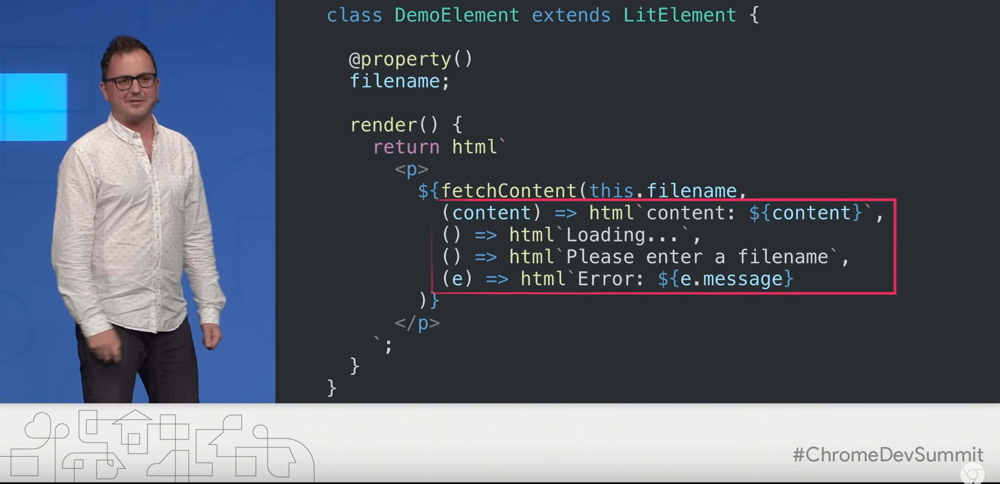 class DemoElement extends LitElement {
@property()
filename;
render() {
return html`
<p>
${fetchContent(this.filename,
(content) => html`content: ${content}`,
() => html`Loading...`,
() => html`Please enter a filename`,
(e) => html`Error: ${e.message}
)}
</p>
`;
}
}
#ChromeDevSummit